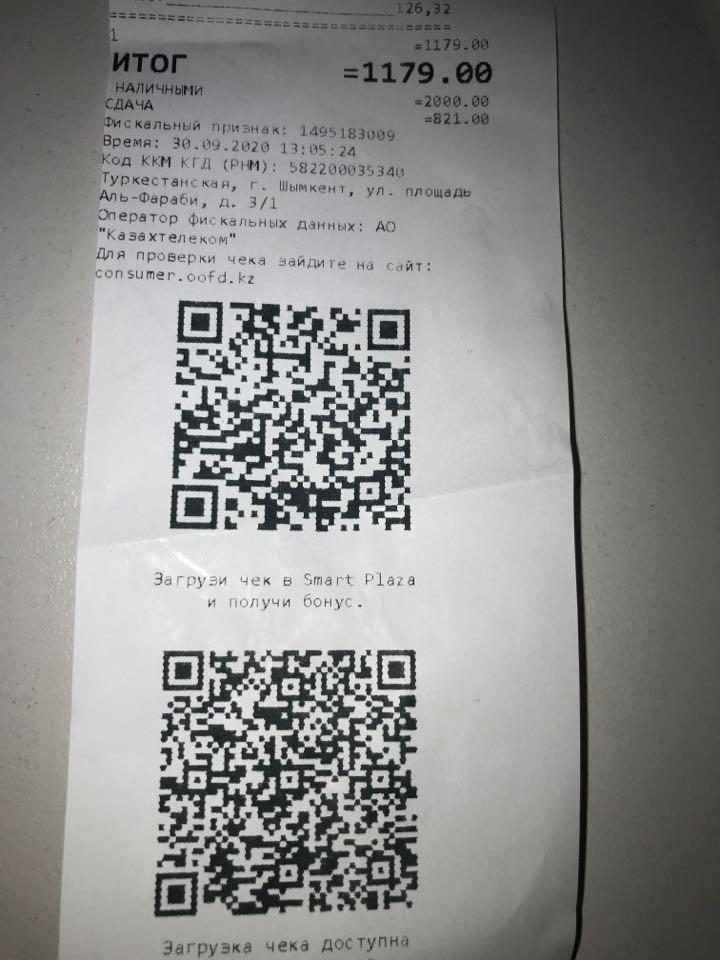 126,32
================================================
1 =1179.00
ИТОГ =1179.00
НАЛИЧНЫМИ =2000.00
СДАЧА =821.00
Фискальный признак: 1495183009
Время: 30.09.2020 13:05:24
Код ККМ КГД (РНМ): 582200035340
Туркестанская, г. Шымкент, ул. площадь
Аль-Фараби, д. 3/1
Оператор фискальных данных: АО
"Казахтелеком"
Для проверки чека зайдите на сайт:
consumer.oofd.kz
Загрузи чек в Smart Plaza
и получи бонус.
Загрузка чека доступна